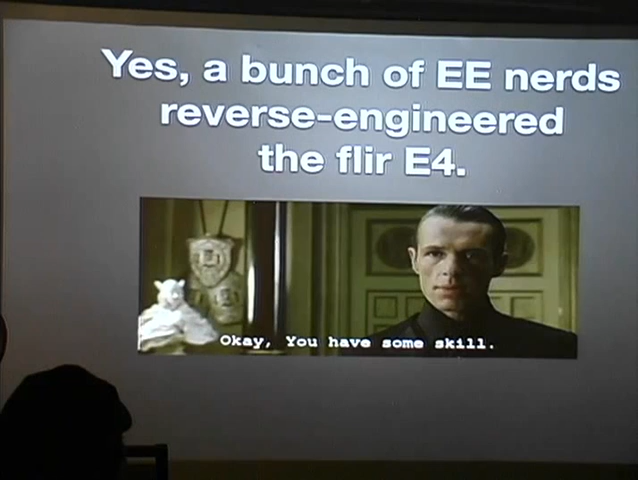 Yes, a bunch of EE nerds
reverse-engineered
the flir E4.
Okay, You have some skill.